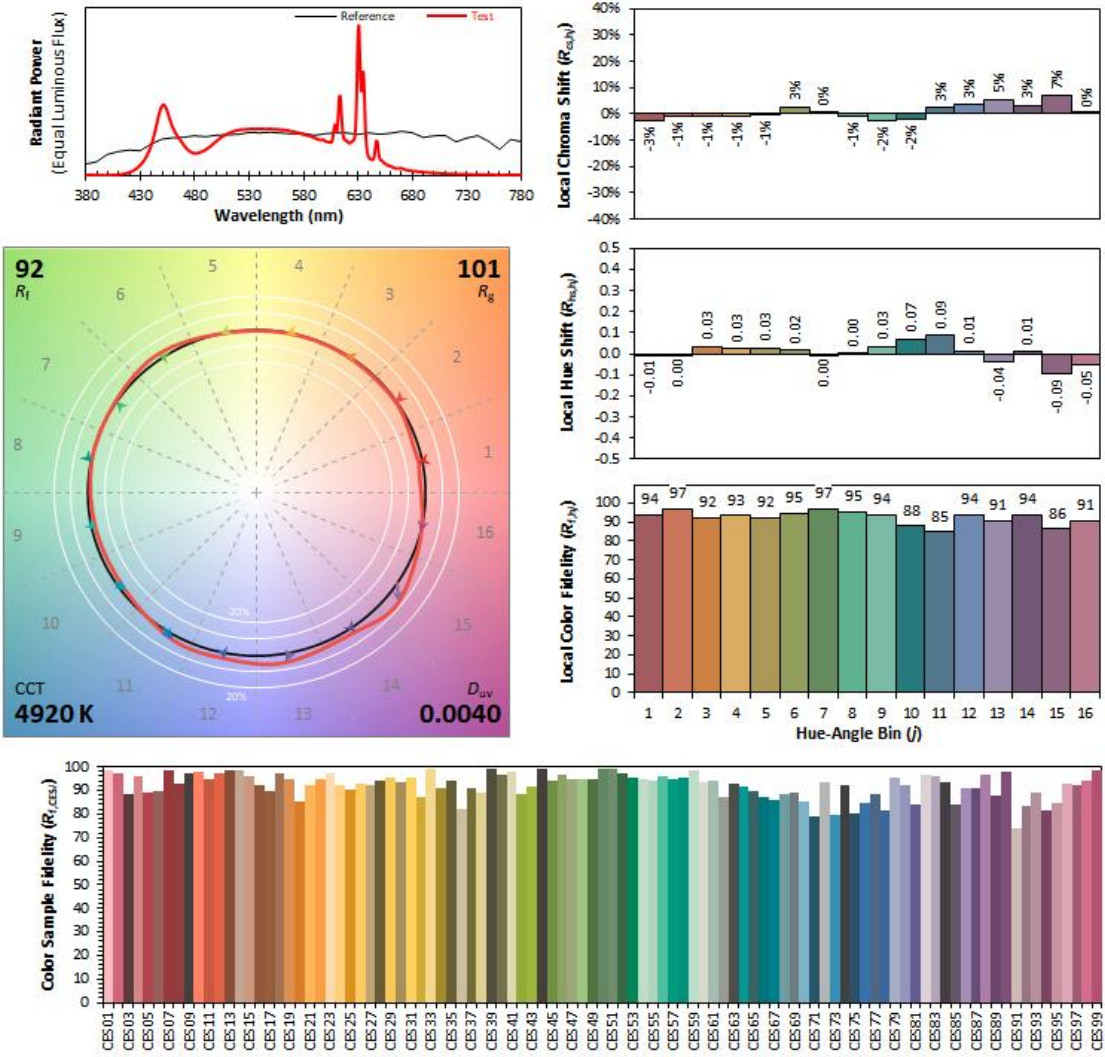 Radiant Power
(Equal Luminous Flux)
Reference
Test
380 430 480 530 580 630 680 730 780
Wavelength (nm)
Local Chroma Shift (Rcs,hj)
40%
30%
20%
10%
0%
-10%
-20%
-30%
-40%
-3% -1% -1% -1% -1% 3% 0% -1% -2% -2% 3% 3% 5% 3% 7% 0%
92
Rf
101
Rg
5 4
6 3
7 2
8 1
9 16
10 15
11 14
12 13
20%
20%
CCT
4920 K
Duv
0.0040
Local Hue Shift (Rhs,hj)
0.5
0.4
0.3
0.2
0.1
0.0
-0.1
-0.2
-0.3
-0.4
-0.5
-0.01 0.00 0.03 0.03 0.03 0.02 0.00 0.00 0.03 0.07 0.09 0.01 -0.04 0.01 -0.09 -0.05
Local Color Fidelity (Rf,hj)
100
90
80
70
60
50
40
30
20
10
0
94 97 92 93 92 95 97 95 94 88 85 94 91 94 86 91
1 2 3 4 5 6 7 8 9 10 11 12 13 14 15 16
Hue-Angle Bin (j)
Color Sample Fidelity (Rf,CESi)
100
90
80
70
60
50
40
30
20
10
0
CES01 CES03 CES05 CES07 CES09 CES11 CES13 CES15 CES17 CES19 CES21 CES23 CES25 CES27 CES29 CES31 CES33 CES35 CES37 CES39 CES41 CES43 CES45 CES47 CES49 CES51 CES53 CES55 CES57 CES59 CES61 CES63 CES65 CES67 CES69 CES71 CES73 CES75 CES77 CES79 CES81 CES83 CES85 CES87 CES89 CES91 CES93 CES95 CES97 CES99